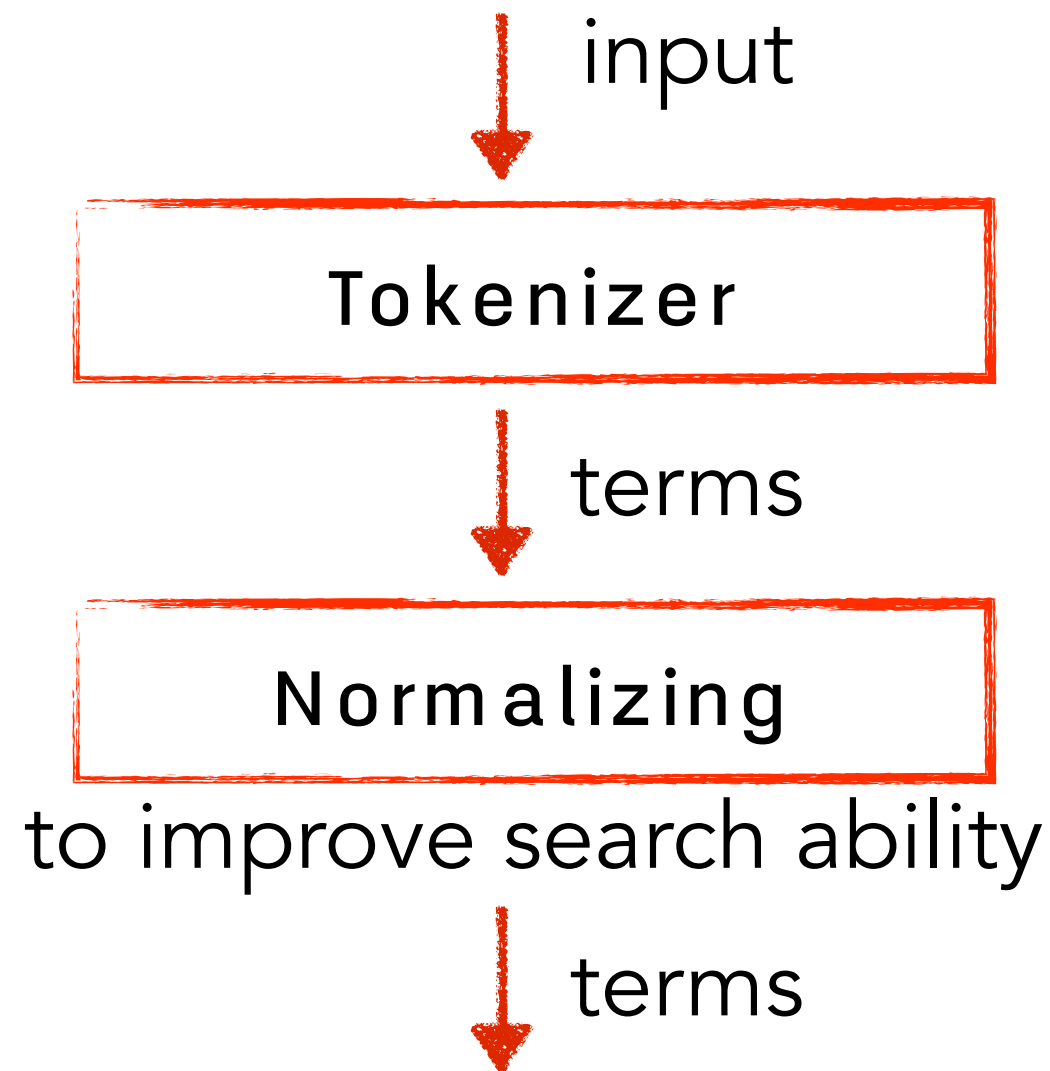 input
Tokenizer
terms
Normalizing
to improve search ability
terms